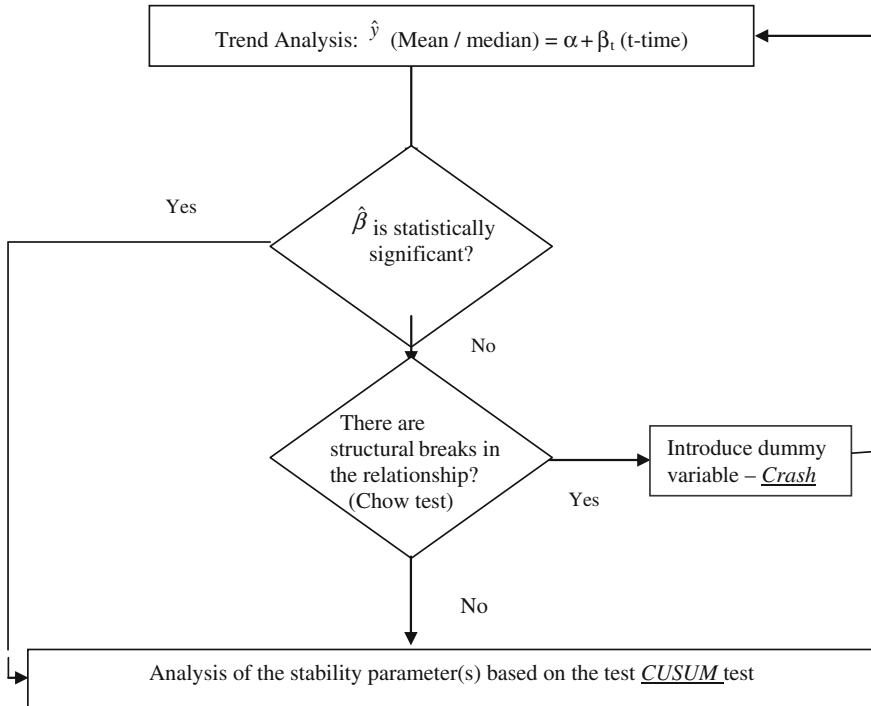 Trend Analysis: ŷ (Mean / median) = α + βₜ (t-time)
Yes
β̂ is statistically
significant?
No
There are
structural breaks in
the relationship?
(Chow test)
Introduce dummy
variable – Crash
Yes
No
Analysis of the stability parameter(s) based on the test CUSUM test